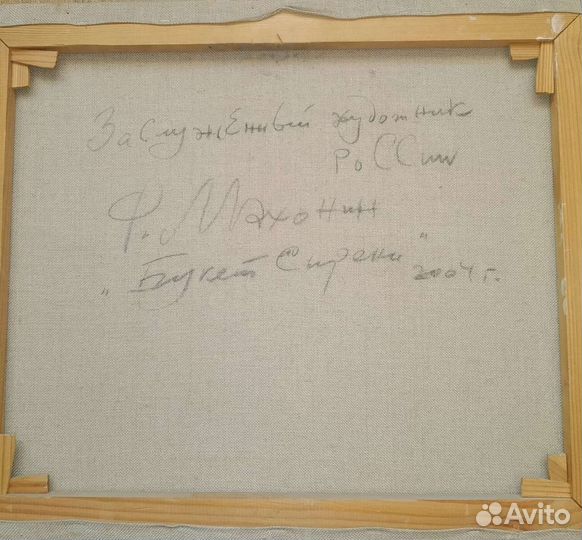 Заслуженный художник
России
Ф. Махонин
„Букет Сирени" 2004 г.
Avito